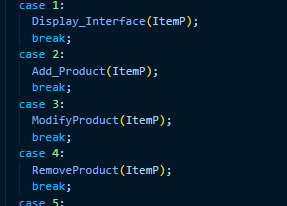 case 1:
Display_Interface(ItemP);
break;
case 2:
Add_Product(ItemP);
break;
case 3:
ModifyProduct(ItemP);
break;
case 4:
RemoveProduct(ItemP);
break;
case 5: